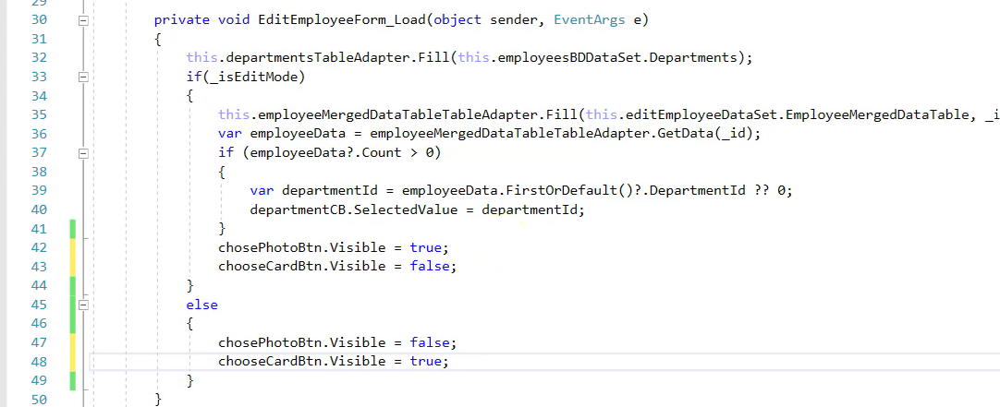 29
30 private void EditEmployeeForm_Load(object sender, EventArgs e)
31 {
32 this.departmentsTableAdapter.Fill(this.employeesBDDataSet.Departments);
33 if(_isEditMode)
34 {
35 this.employeeMergedDataTableTableAdapter.Fill(this.editEmployeeDataSet.EmployeeMergedDataTable, _i
36 var employeeData = employeeMergedDataTableTableAdapter.GetData(_id);
37 if (employeeData?.Count > 0)
38 {
39 var departmentId = employeeData.FirstOrDefault()?.DepartmentId ?? 0;
40 departmentCB.SelectedValue = departmentId;
41 }
42 chosePhotoBtn.Visible = true;
43 chooseCardBtn.Visible = false;
44 }
45 else
46 {
47 chosePhotoBtn.Visible = false;
48 chooseCardBtn.Visible = true;
49 }
50 }